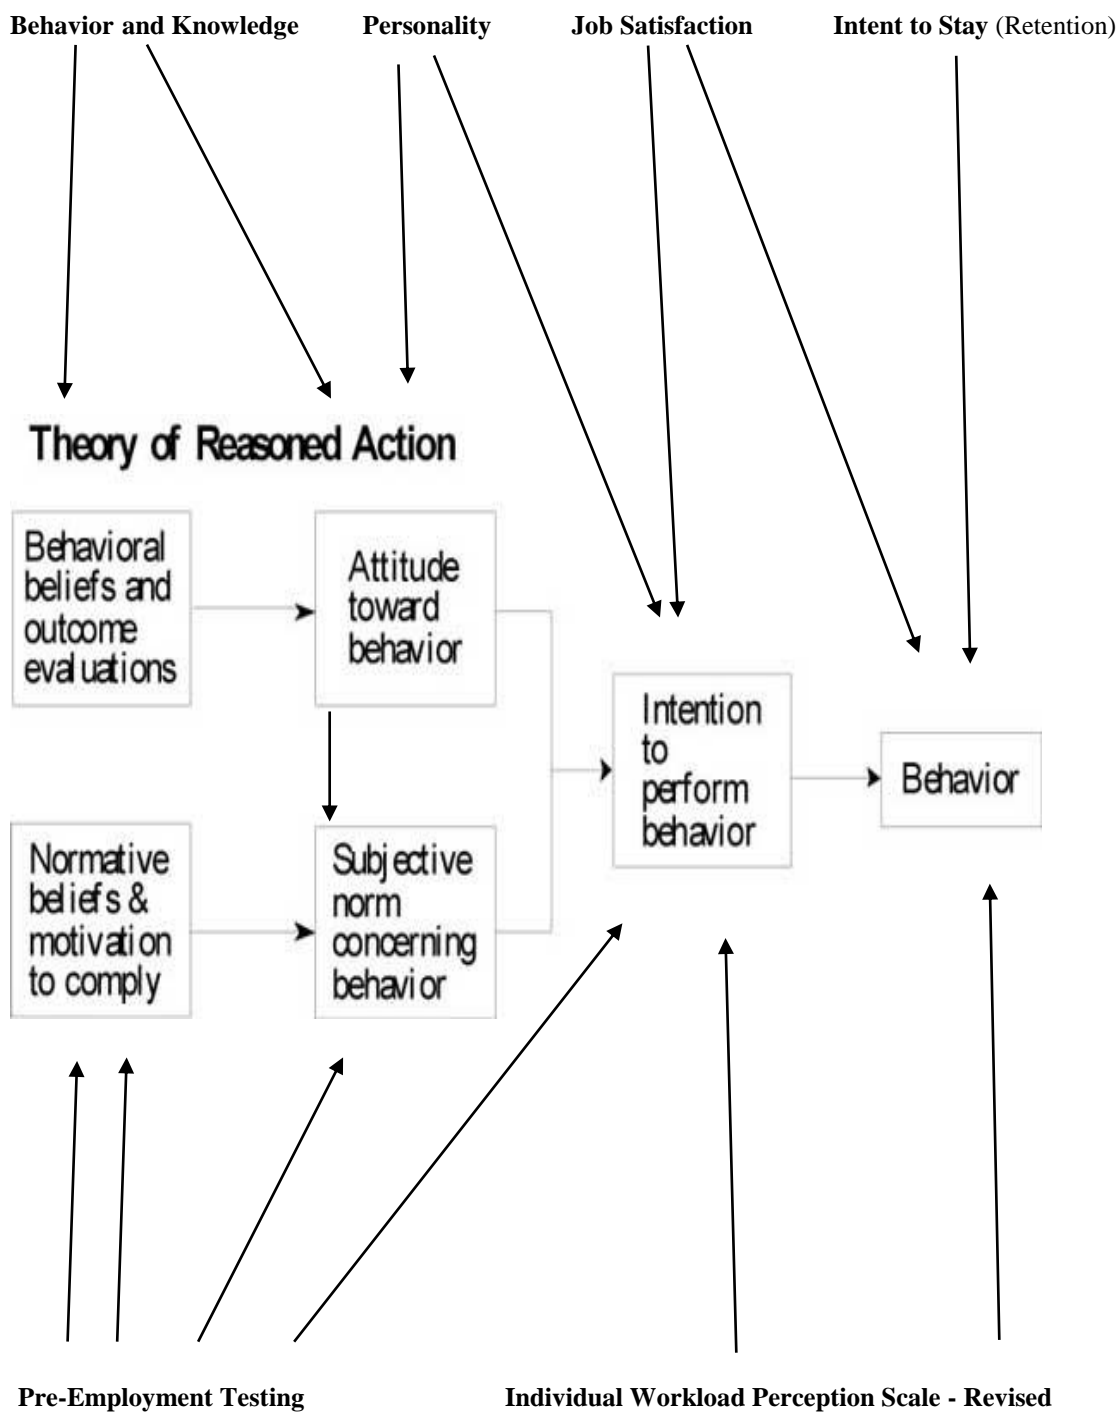 Behavior and Knowledge Personality Job Satisfaction Intent to Stay (Retention)
Theory of Reasoned Action
Behavioral
beliefs and
outcome
evaluations
Attitude
toward
behavior
Intention
to
perform
behavior
Behavior
Normative
beliefs &
motivation
to comply
Subjective
norm
concerning
behavior
Pre-Employment Testing Individual Workload Perception Scale - Revised